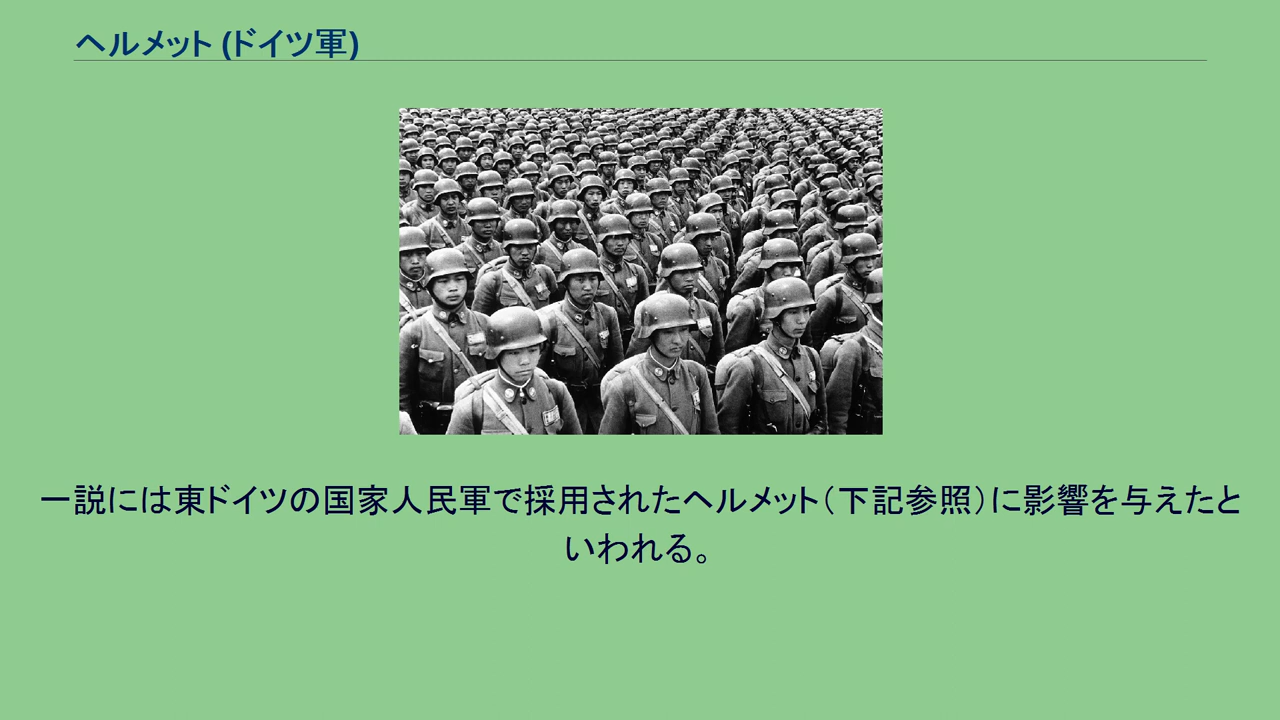 ヘルメット (ドイツ軍)
一説には東ドイツの国家人民軍で採用されたヘルメット（下記参照）に影響を与えたと
いわれる。